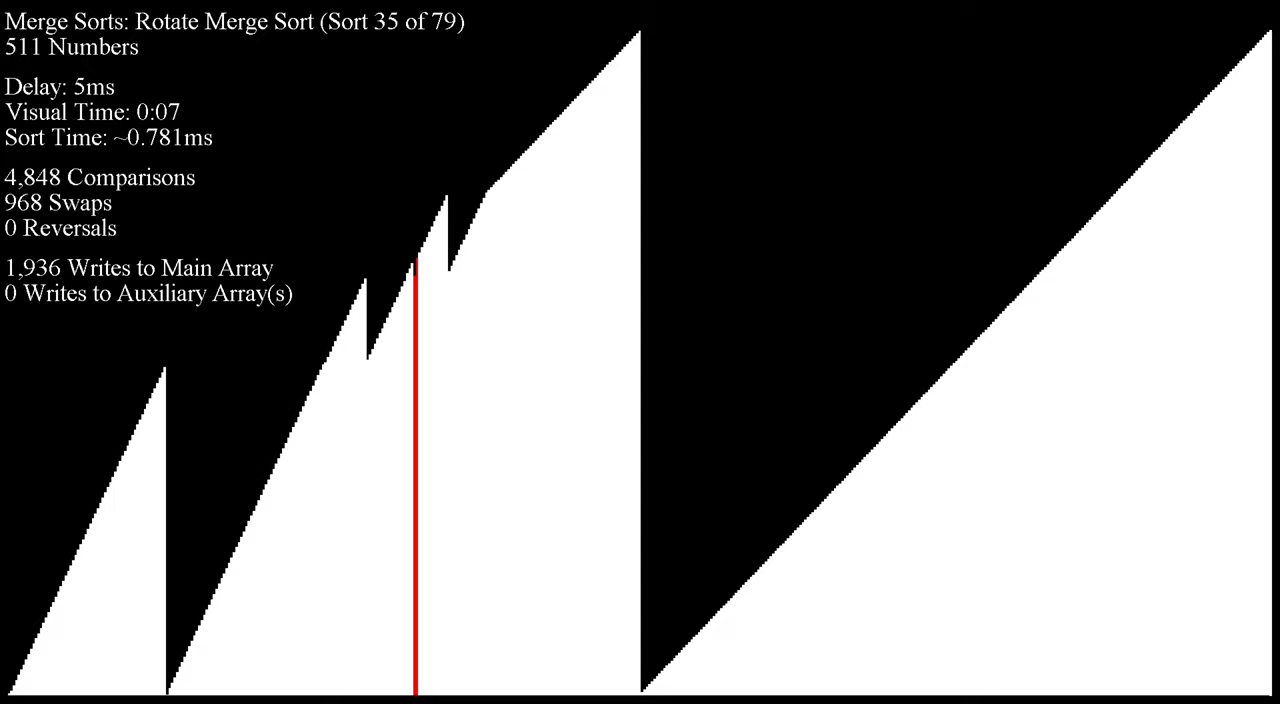 Merge Sorts: Rotate Merge Sort (Sort 35 of 79)
511 Numbers
Delay: 5ms
Visual Time: 0:07
Sort Time: ~0.781ms
4,848 Comparisons
968 Swaps
0 Reversals
1,936 Writes to Main Array
0 Writes to Auxiliary Array(s)